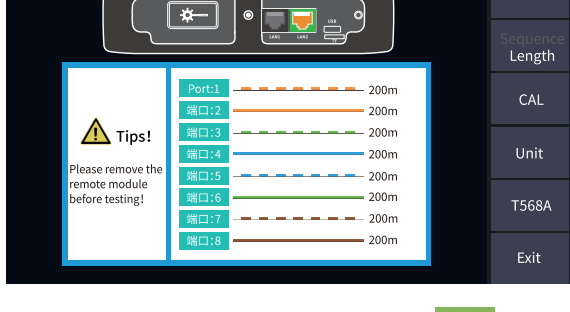 Sequence
Length
USB
LAN1 LAN2
CAL
Port:1 200m
端口:2 200m
端口:3 200m
Tips!
端口:4 200m
Unit
Please remove the
remote module
before testing!
端口:5 200m
端口:6 200m
T568A
端口:7 200m
端口:8 200m
Exit